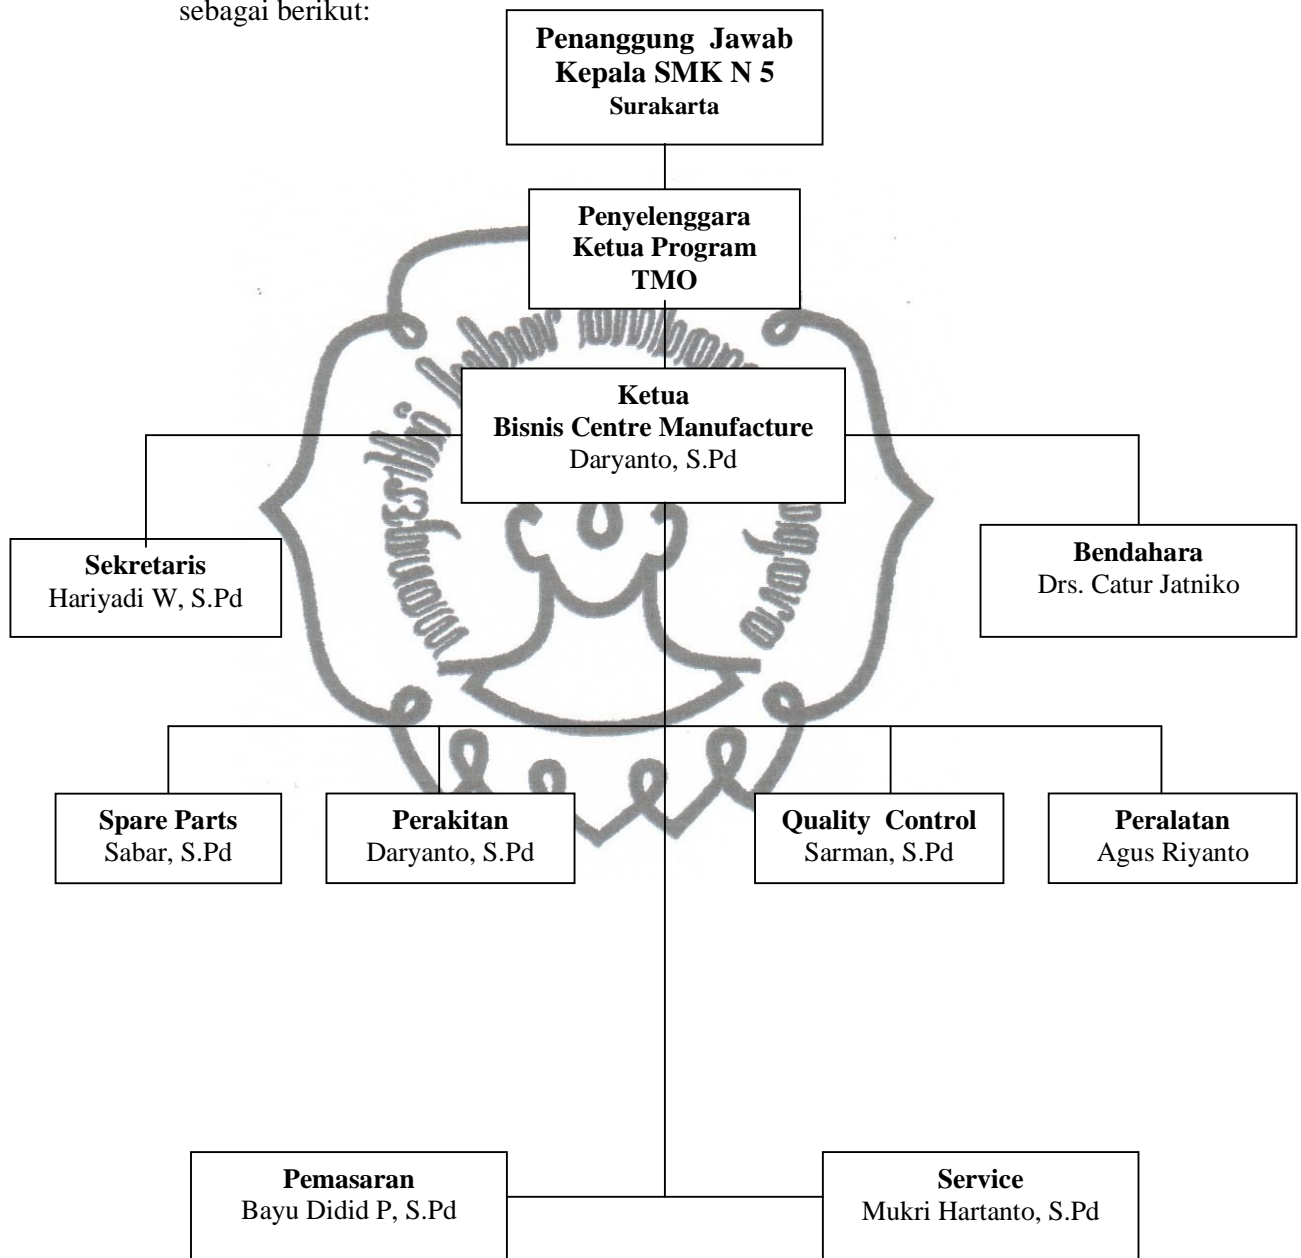 sebagai berikut:
Penanggung Jawab
Kepala SMK N 5
Surakarta
Penyelenggara
Ketua Program
TMO
Ketua
Bisnis Centre Manufacture
Daryanto, S.Pd
Sekretaris
Hariyadi W, S.Pd
Bendahara
Drs. Catur Jatniko
Spare Parts
Sabar, S.Pd
Perakitan
Daryanto, S.Pd
Quality Control
Sarman, S.Pd
Peralatan
Agus Riyanto
Pemasaran
Bayu Didid P, S.Pd
Service
Mukri Hartanto, S.Pd